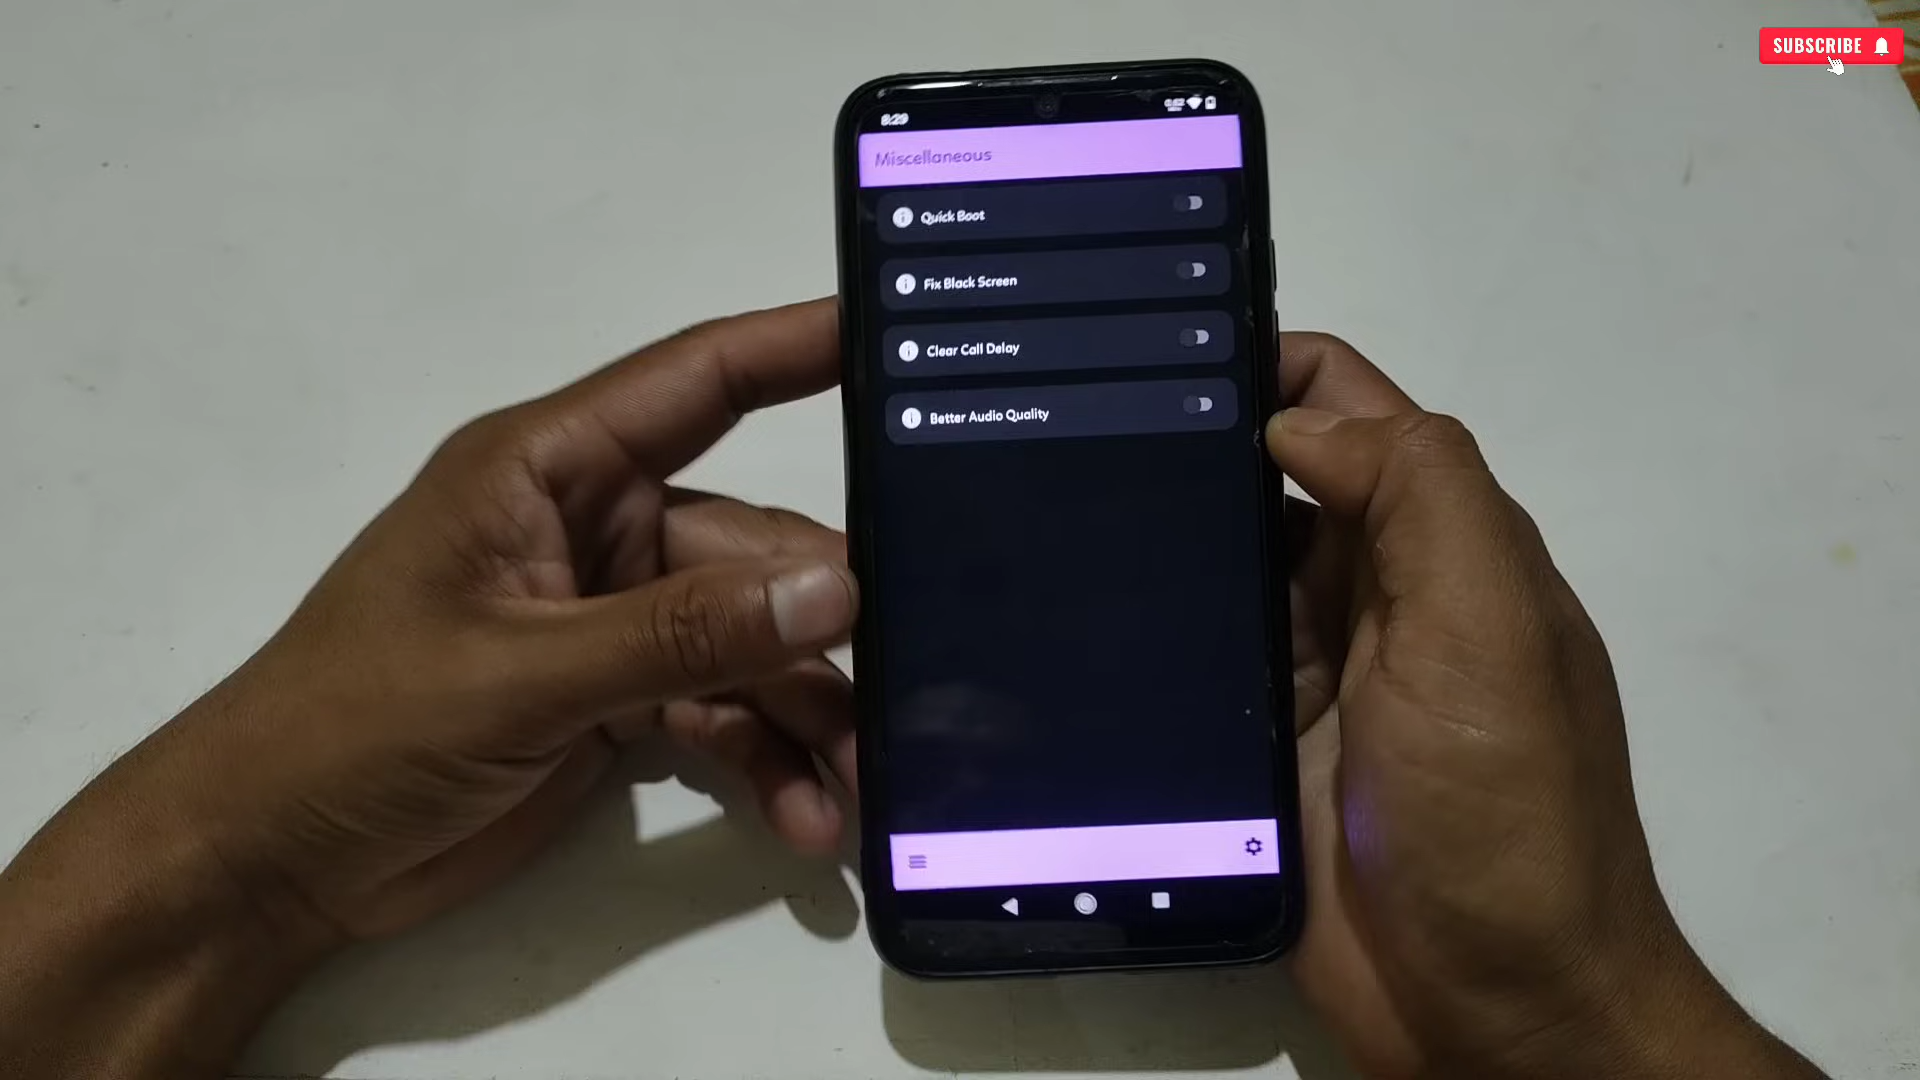 SUBSCRIBE
8:29
Miscellaneous
Quick Boot
Fix Black Screen
Clear Call Delay
Better Audio Quality